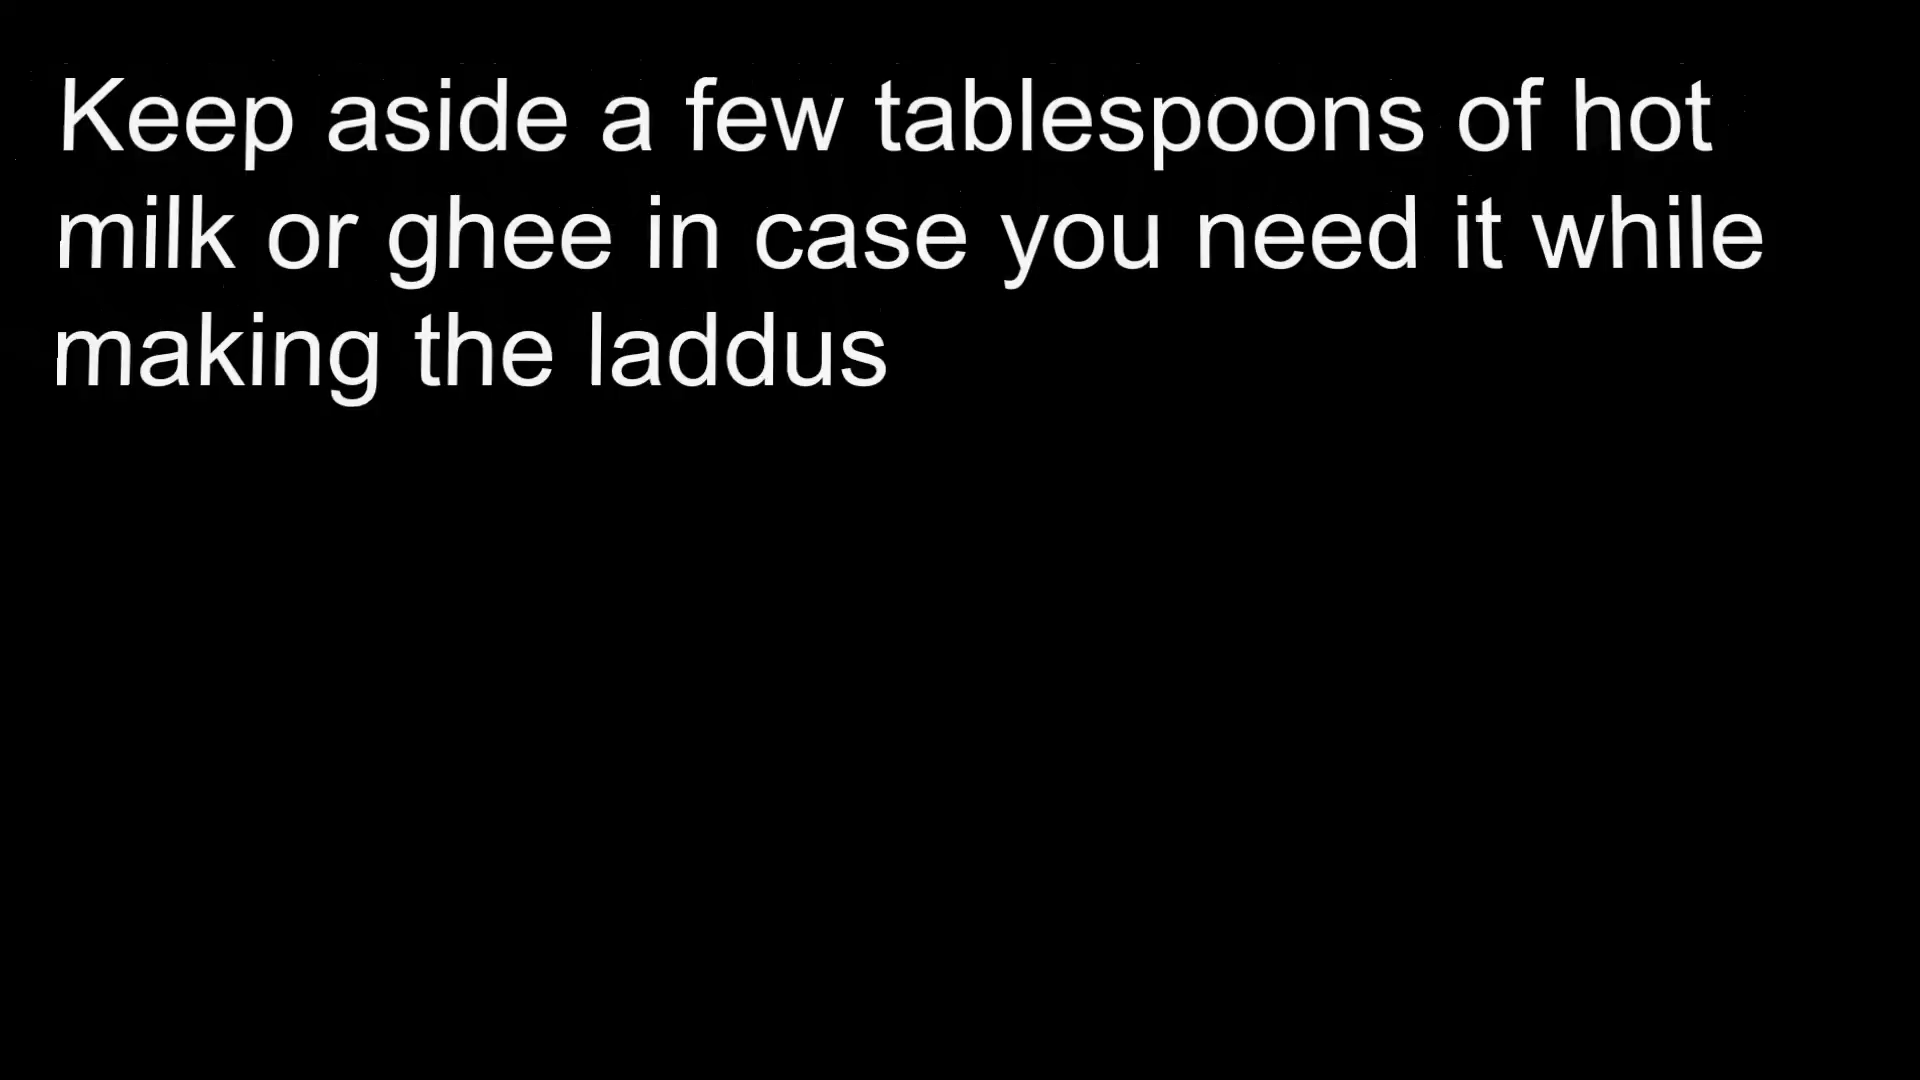 Keep aside a few tablespoons of hot
milk or ghee in case you need it while
making the laddus